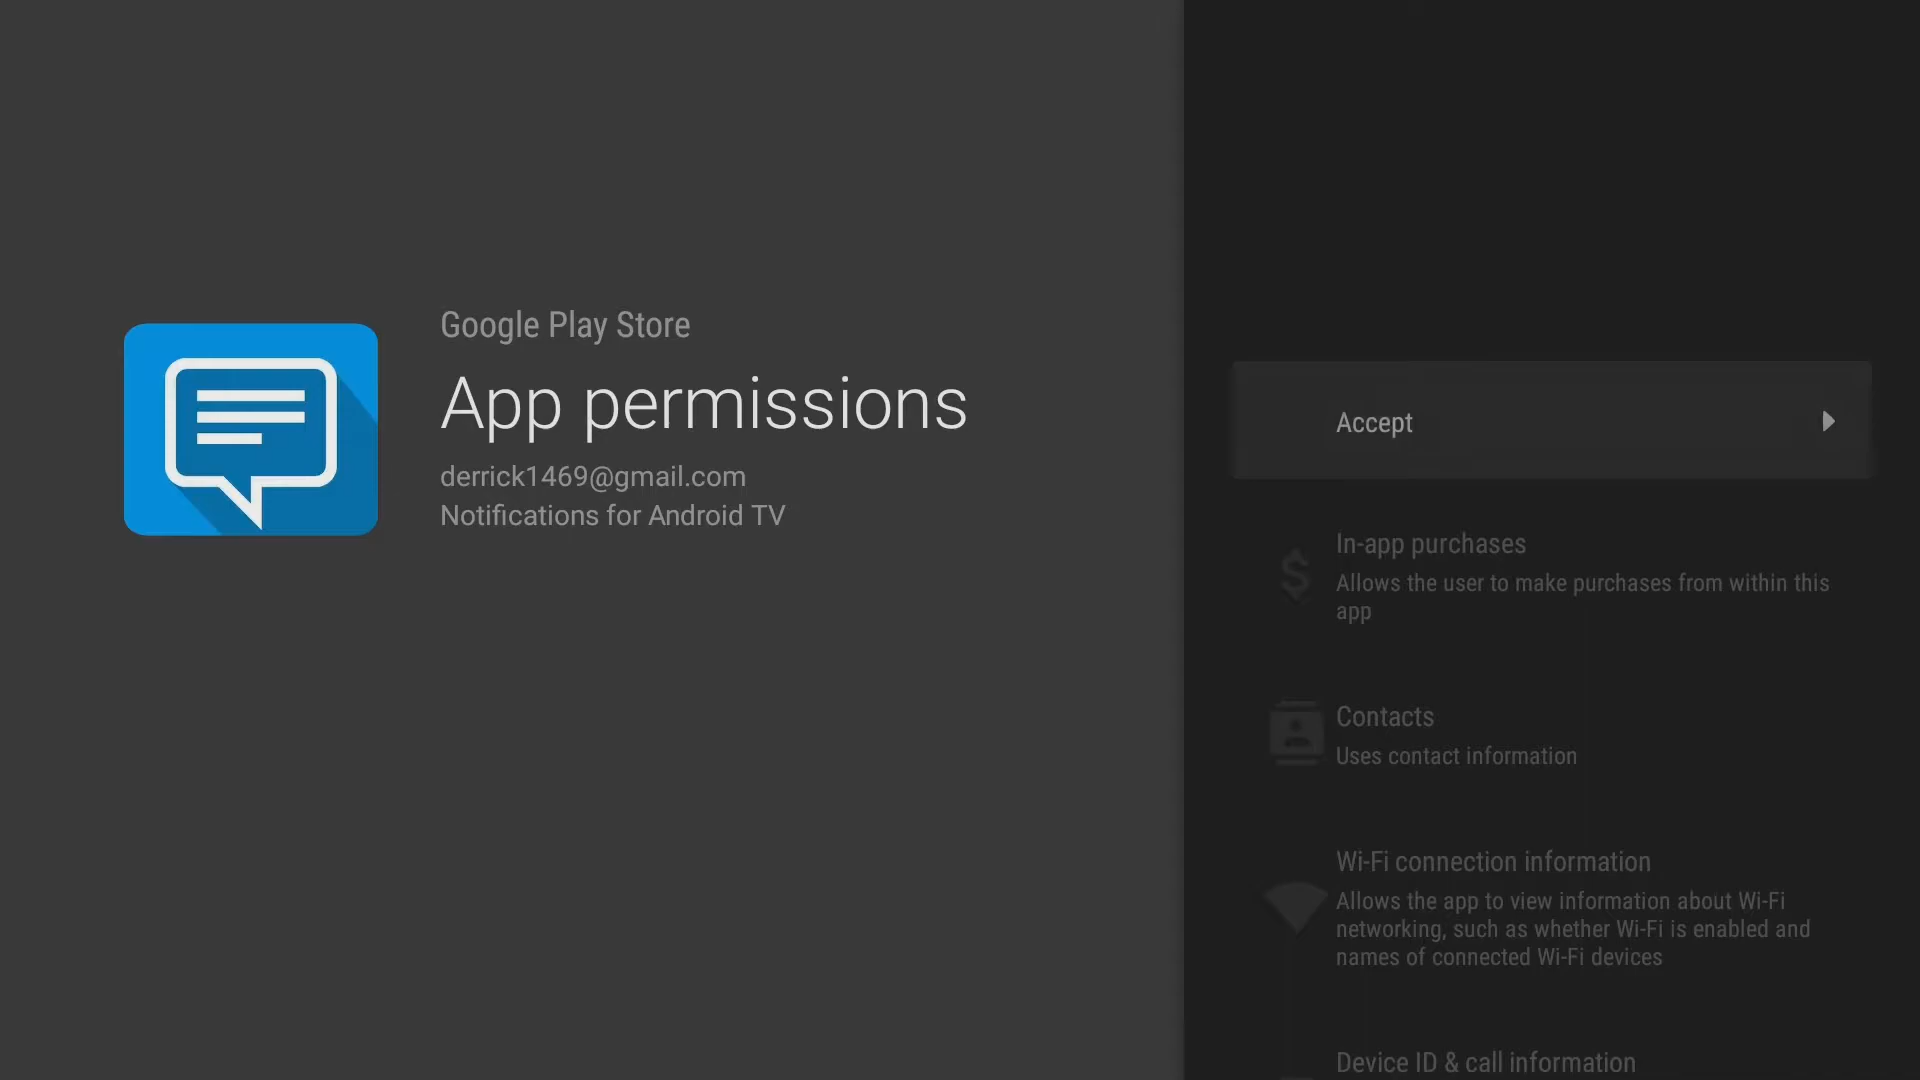 Google Play Store
App permissions
derrick1469@gmail.com
Notifications for Android TV
Accept
In-app purchases
Allows the user to make purchases from within this
app
Contacts
Uses contact information
Wi-Fi connection information
Allows the app to view information about Wi-Fi
networking, such as whether Wi-Fi is enabled and
names of connected Wi-Fi devices
Device ID & call information